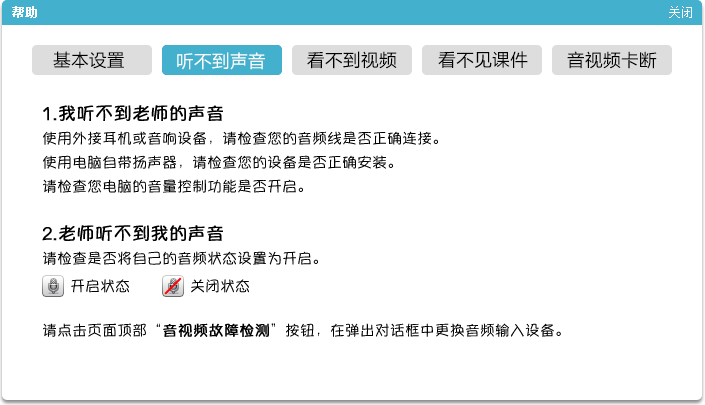 帮助 关闭
基本设置 听不到声音 看不到视频 看不见课件 音视频卡断
1.我听不到老师的声音
使用外接耳机或音响设备，请检查您的音频线是否正确连接。
使用电脑自带扬声器，请检查您的设备是否正确安装。
请检查您电脑的音量控制功能是否开启。
2.老师听不到我的声音
请检查是否将自己的音频状态设置为开启。
开启状态 关闭状态
请点击页面顶部“音视频故障检测”按钮，在弹出对话框中更换音频输入设备。